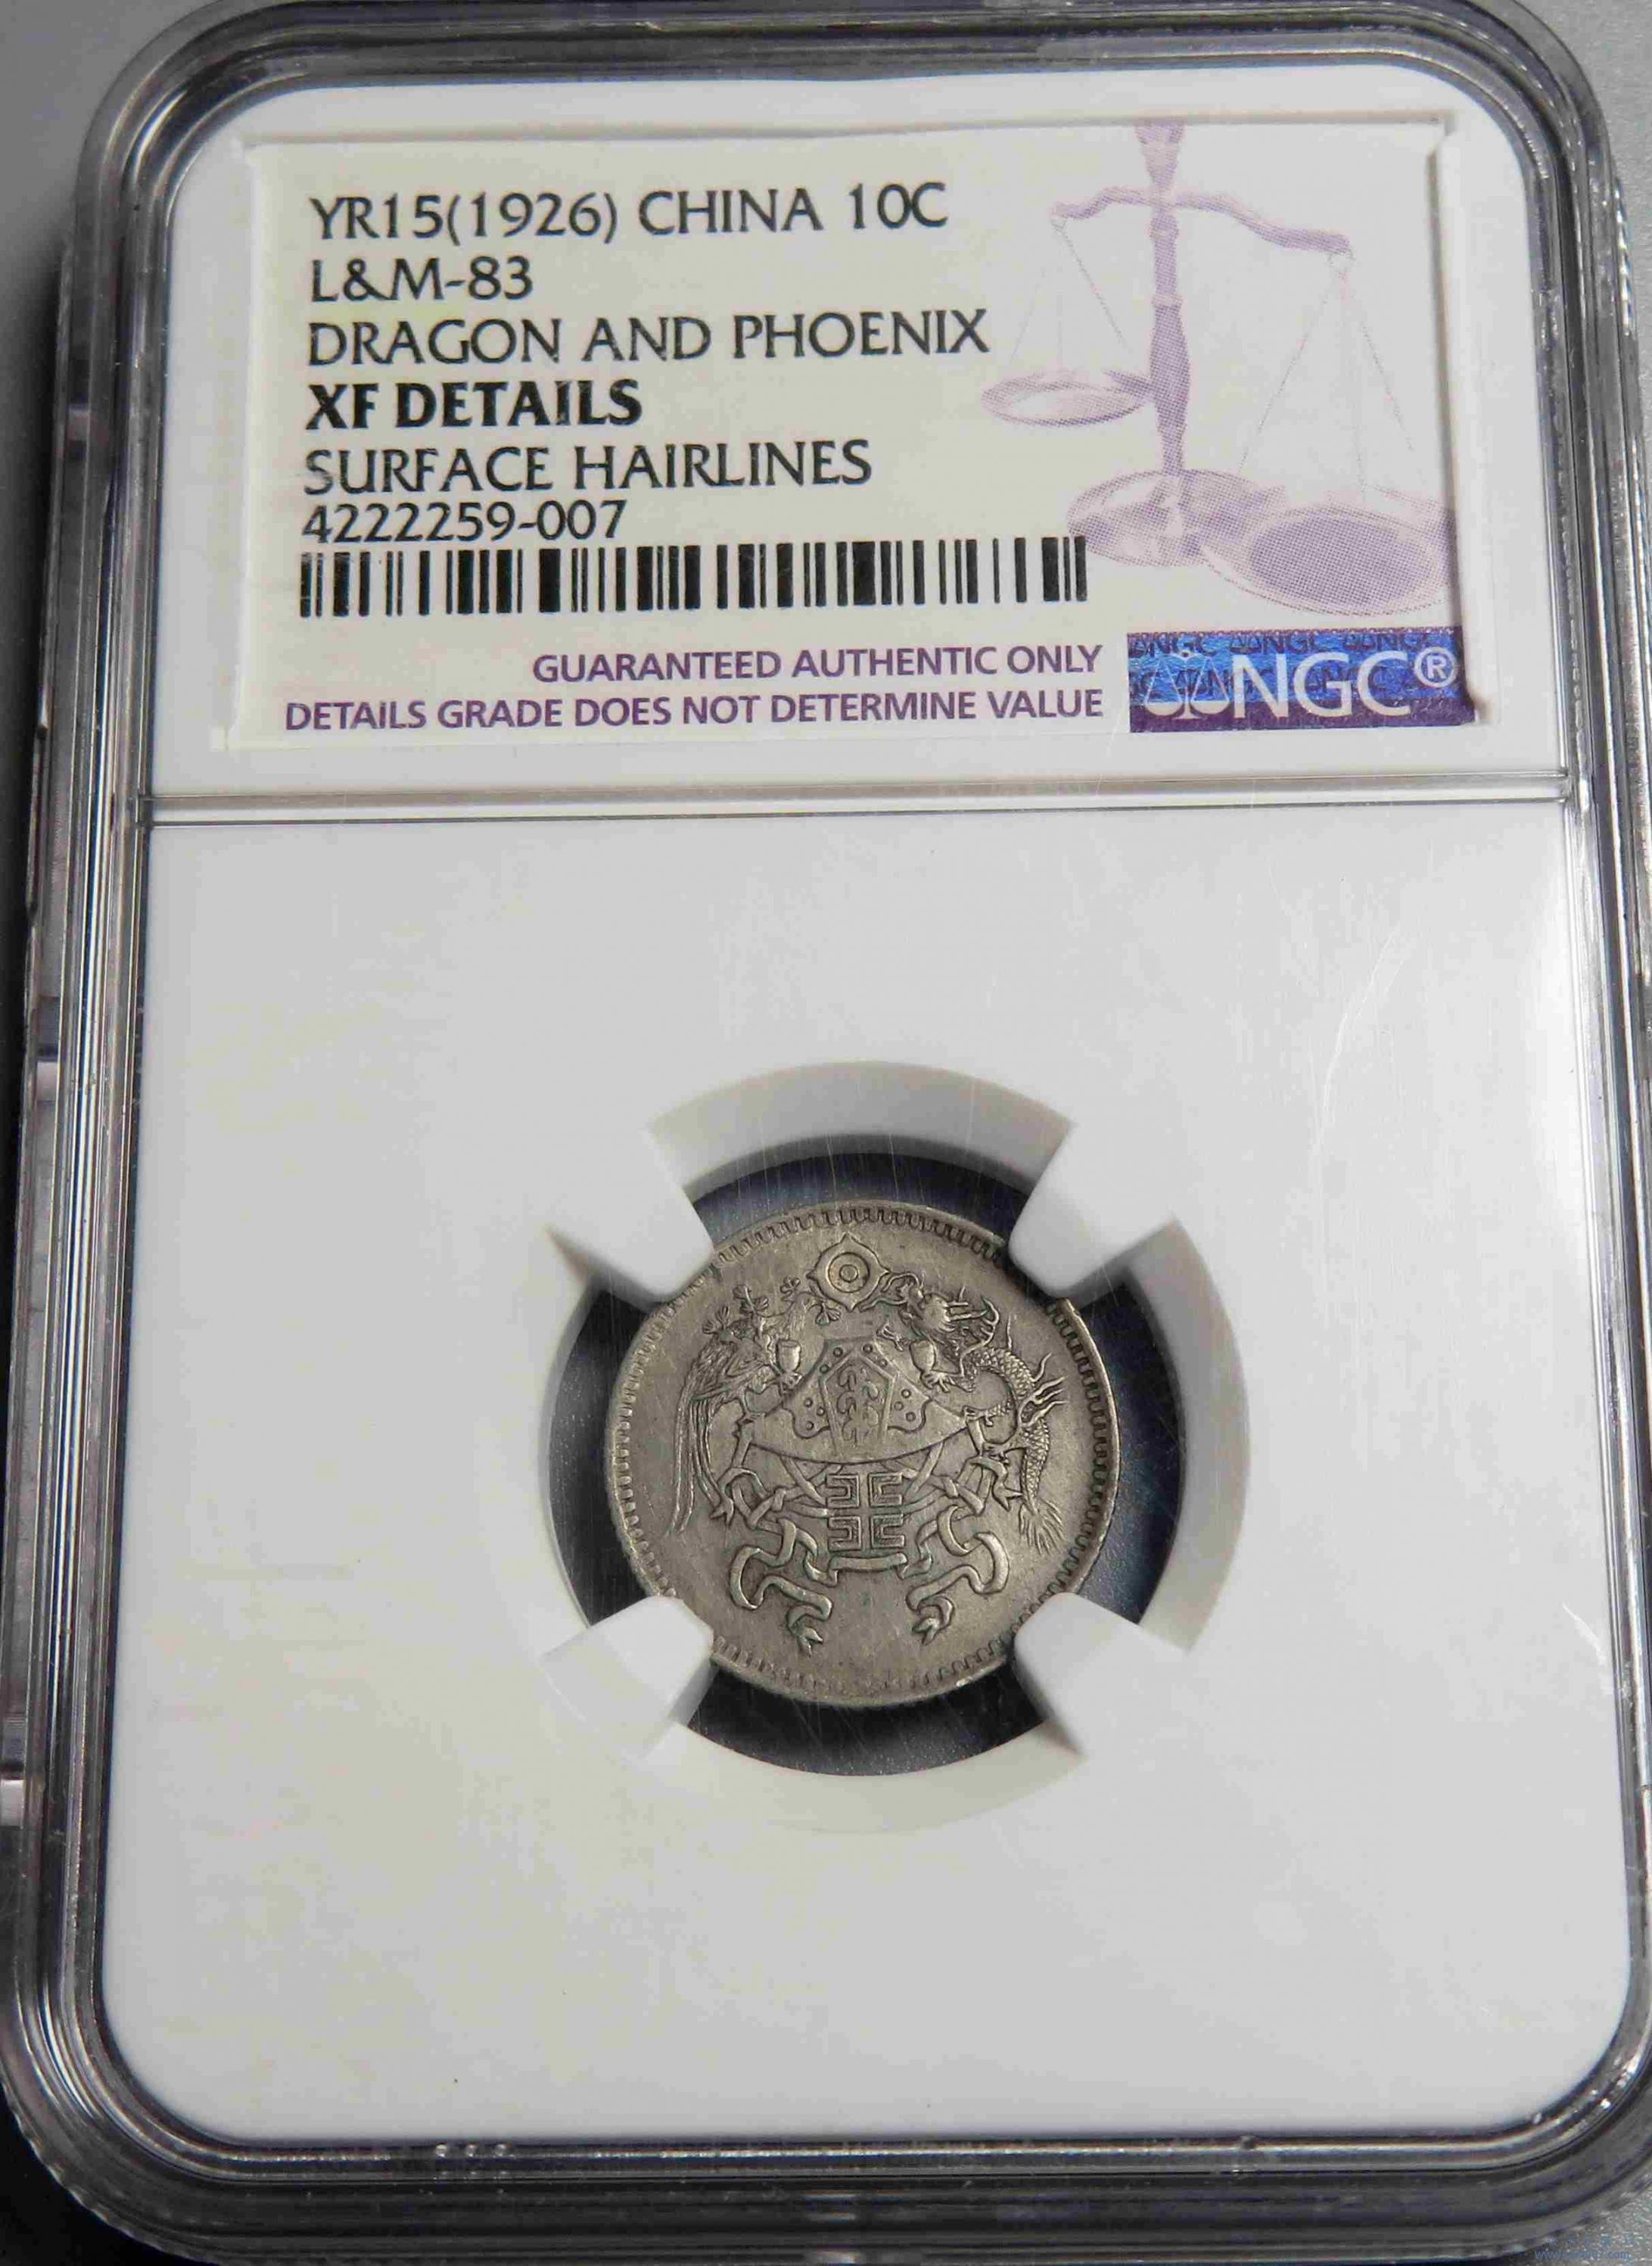 YR15(1926) CHINA 10C
L&M-83
DRAGON AND PHOENIX
XF DETAILS
SURFACE HAIRLINES
4222259-007
GUARANTEED AUTHENTIC ONLY
DETAILS GRADE DOES NOT DETERMINE VALUE
NGC®